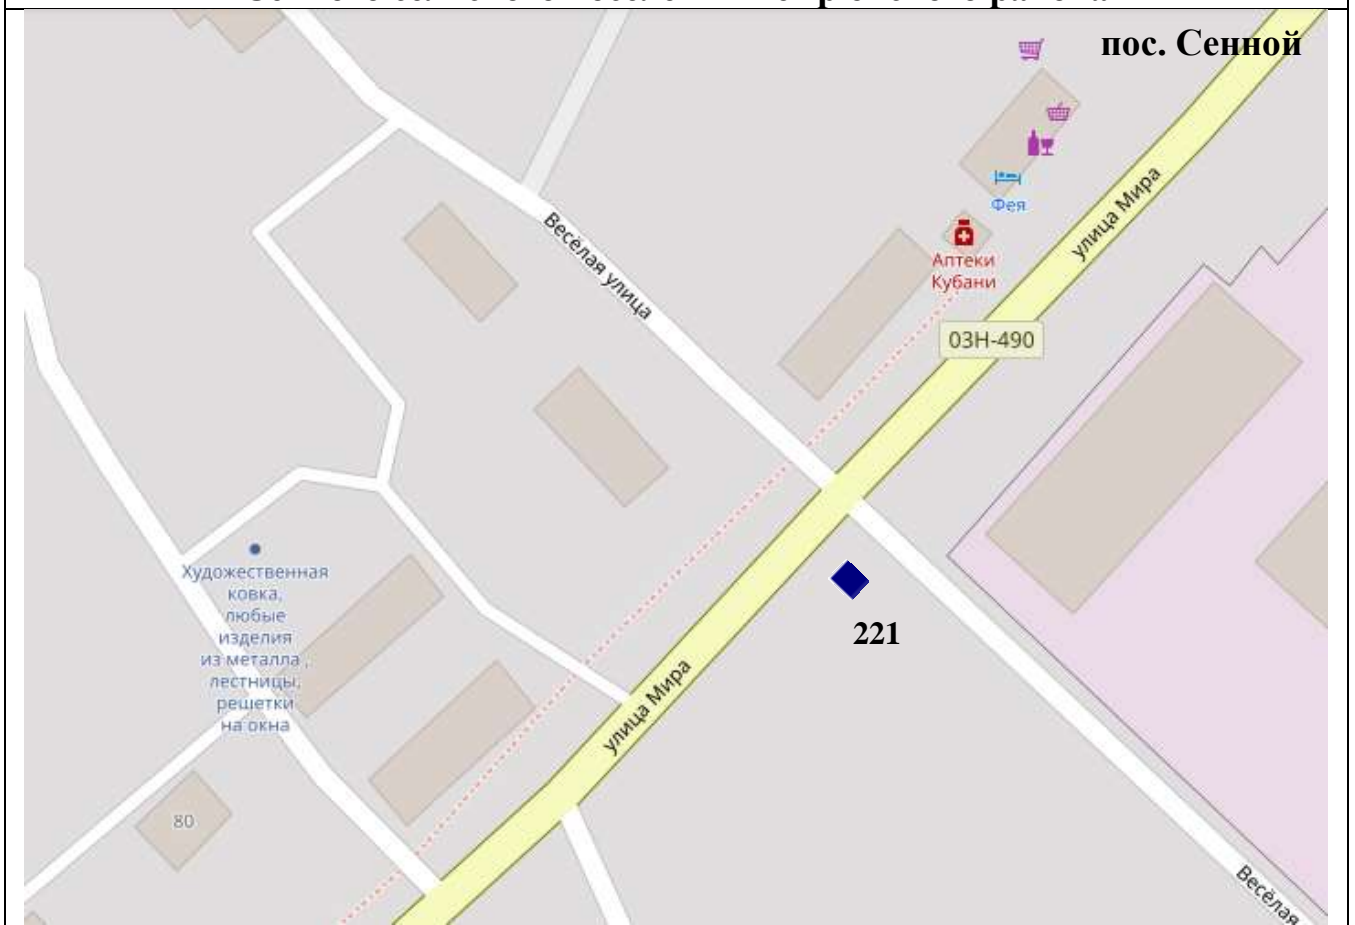 пос. Сенной
Фея
улица Мира
Весёлая улица
Аптеки
Кубани
03Н-490
Художественная
ковка,
любые
изделия
из металла ,
лестницы,
решетки
на окна
221
улица Мира
80
Весёлая